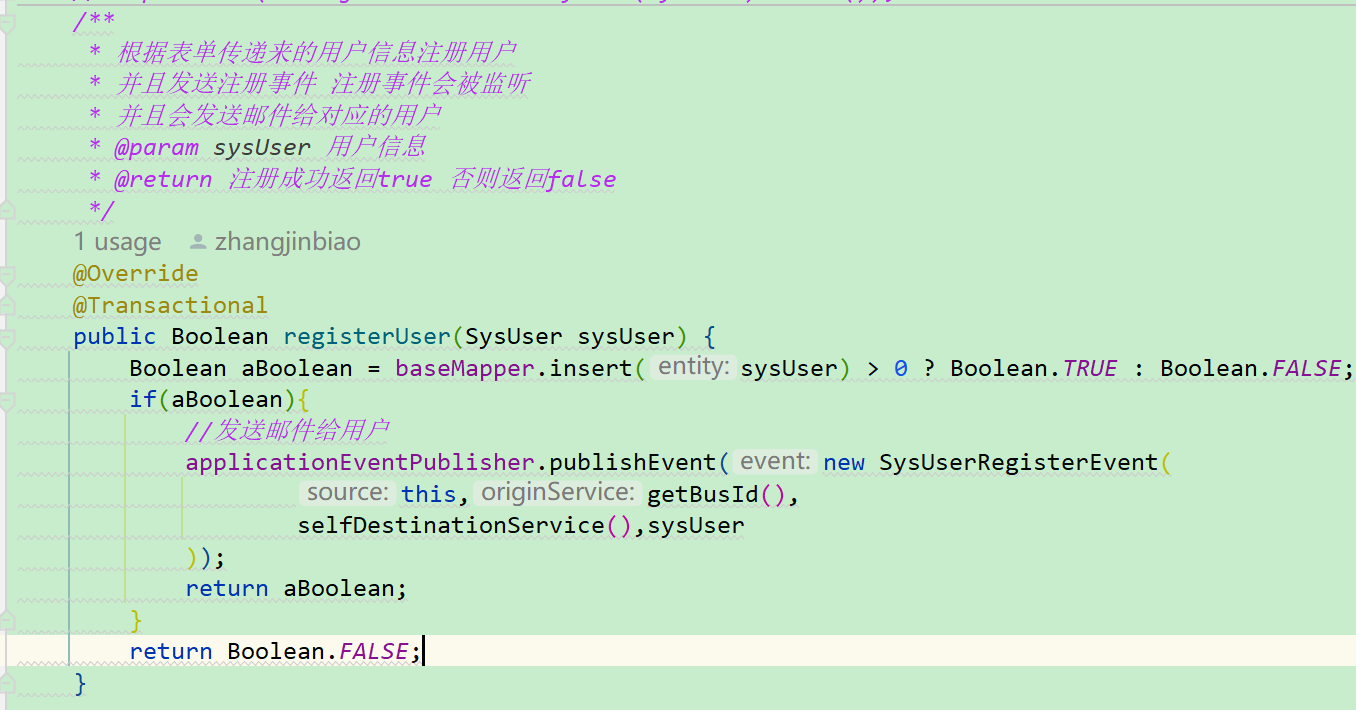 /**
* 根据表单传递来的用户信息注册用户
* 并且发送注册事件 注册事件会被监听
* 并且会发送邮件给对应的用户
* @param sysUser 用户信息
* @return 注册成功返回true 否则返回false
*/
1 usage zhangjinbiao
@Override
@Transactional
public Boolean registerUser(SysUser sysUser) {
Boolean aBoolean = baseMapper.insert( entity: sysUser) > 0 ? Boolean.TRUE : Boolean.FALSE;
if(aBoolean){
//发送邮件给用户
applicationEventPublisher.publishEvent( event: new SysUserRegisterEvent(
source: this, originService: getBusId(),
selfDestinationService(),sysUser
));
return aBoolean;
}
return Boolean.FALSE;
}